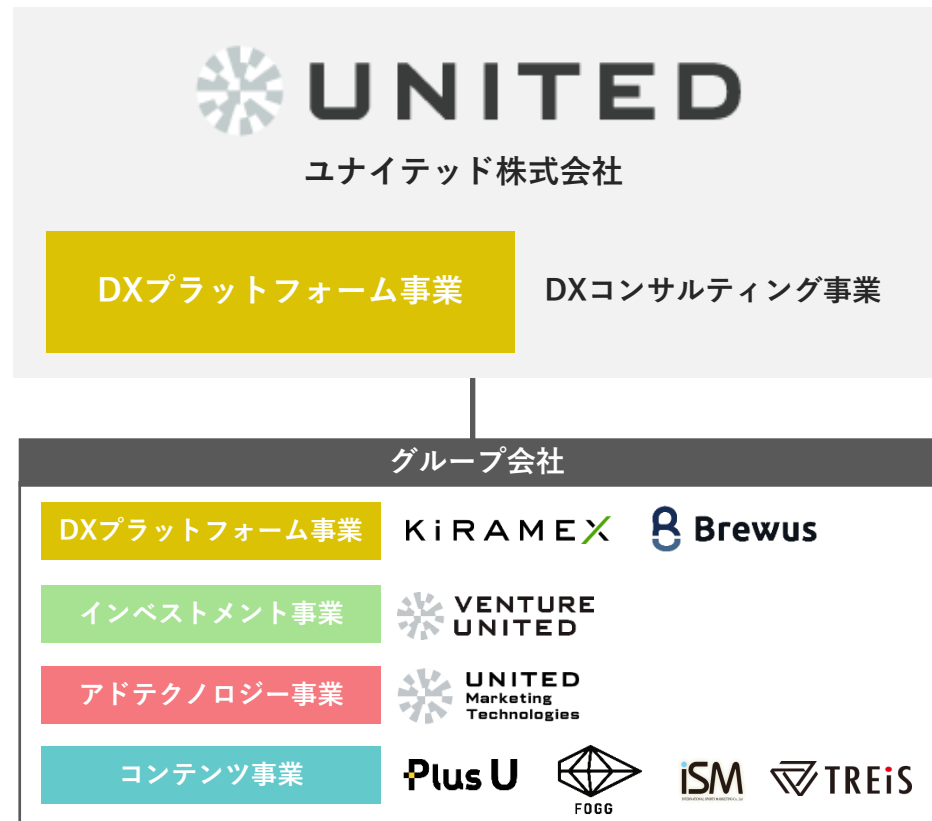 UNITED
ユナイテッド株式会社
DXプラットフォーム事業
DXコンサルティング事業
グループ会社
DXプラットフォーム事業
KiRAMEX
Brewus
インベストメント事業
VENTURE
UNITED
アドテクノロジー事業
UNITED
Marketing
Technologies
コンテンツ事業
Plus U
FOGG
iSM
TREiS